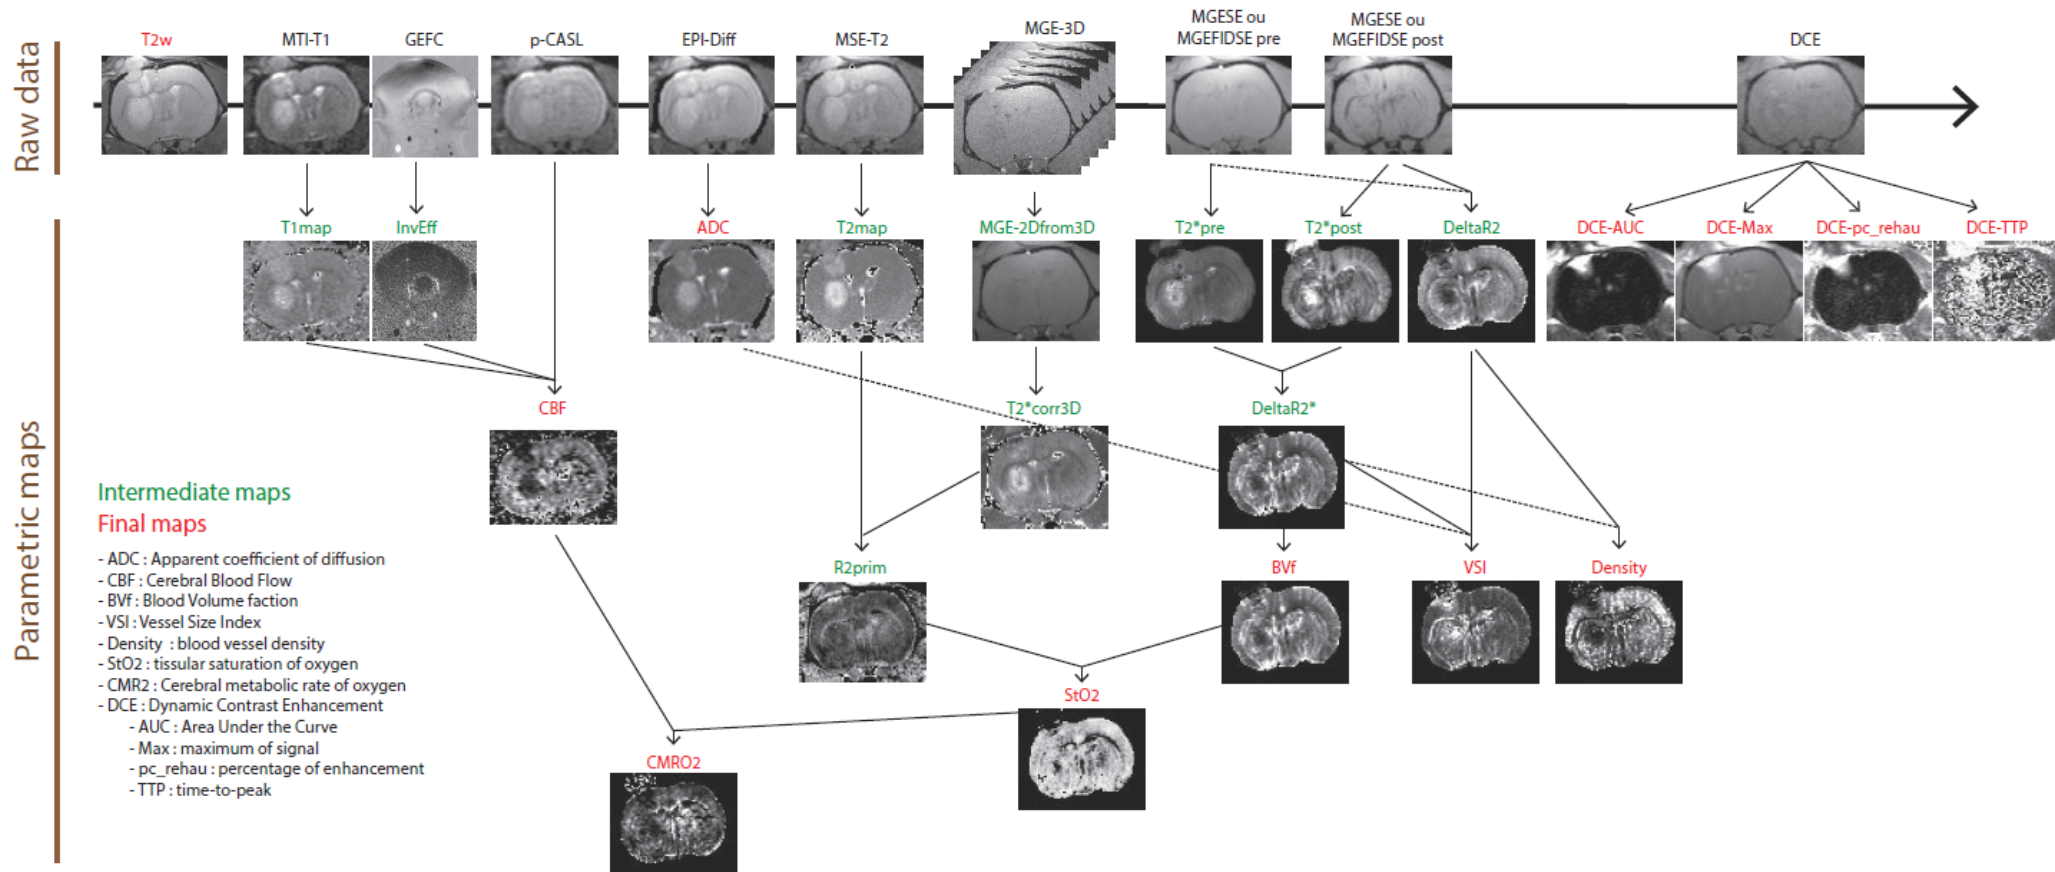 Raw data
T2w
MTI-T1
GEFC
p-CASL
EPI-Diff
MSE-T2
MGE-3D
MGESE ou
MGEFIDSE pre
MGESE ou
MGEFIDSE post
DCE
Parametric maps
T1map
InvEff
ADC
T2map
MGE-2Dfrom3D
T2*pre
T2*post
DeltaR2
DCE-AUC
DCE-Max
DCE-pc_rehau
DCE-TTP
CBF
T2*corr3D
DeltaR2*
R2prim
BVf
VSI
Density
StO2
CMRO2
Intermediate maps
Final maps
- ADC : Apparent coefficient of diffusion
- CBF : Cerebral Blood Flow
- BVf : Blood Volume faction
- VSI : Vessel Size Index
- Density : blood vessel density
- StO2 : tissular saturation of oxygen
- CMR2 : Cerebral metabolic rate of oxygen
- DCE : Dynamic Contrast Enhancement
- AUC : Area Under the Curve
- Max : maximum of signal
- pc_rehau : percentage of enhancement
- TTP : time-to-peak